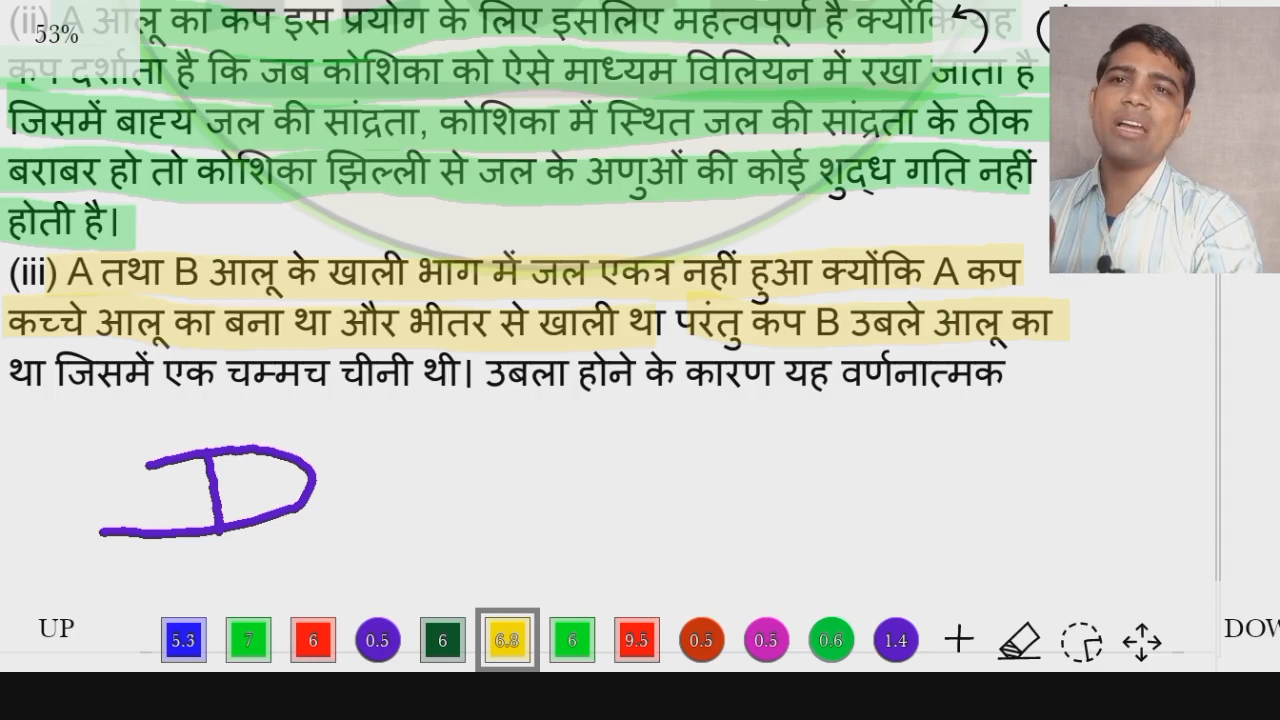 (ii) A आलू का कप इस प्रयोग के लिए इसलिए महत्वपूर्ण है क्योंकि यह
53%
कप दर्शाता है कि जब कोशिका को ऐसे माध्यम विलियन में रखा जाता है
जिसमें बाह्य जल की सांद्रता, कोशिका में स्थित जल की सांद्रता के ठीक
बराबर हो तो कोशिका झिल्ली से जल के अणुओं की कोई शुद्ध गति नहीं
होती है।
(iii) A तथा B आलू के खाली भाग में जल एकत्र नहीं हुआ क्योंकि A कप
कच्चे आलू का बना था और भीतर से खाली था परंतु कप B उबले आलू का
था जिसमें एक चम्मच चीनी थी। उबला होने के कारण यह वर्णनात्मक
D
UP 5.3 7 6 0.5 6 6.8 6 9.5 0.5 0.5 0.6 1.4 DOW